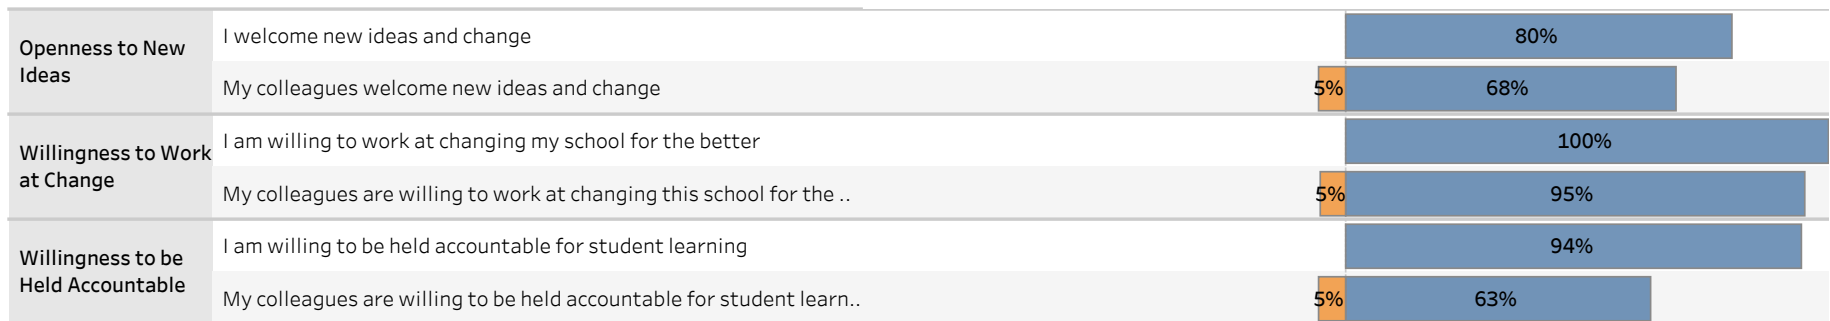 Openness to New
Ideas
I welcome new ideas and change
80%
My colleagues welcome new ideas and change
5%
68%
Willingness to Work
at Change
I am willing to work at changing my school for the better
100%
My colleagues are willing to work at changing this school for the ..
5%
95%
Willingness to be
Held Accountable
I am willing to be held accountable for student learning
94%
My colleagues are willing to be held accountable for student learn..
5%
63%